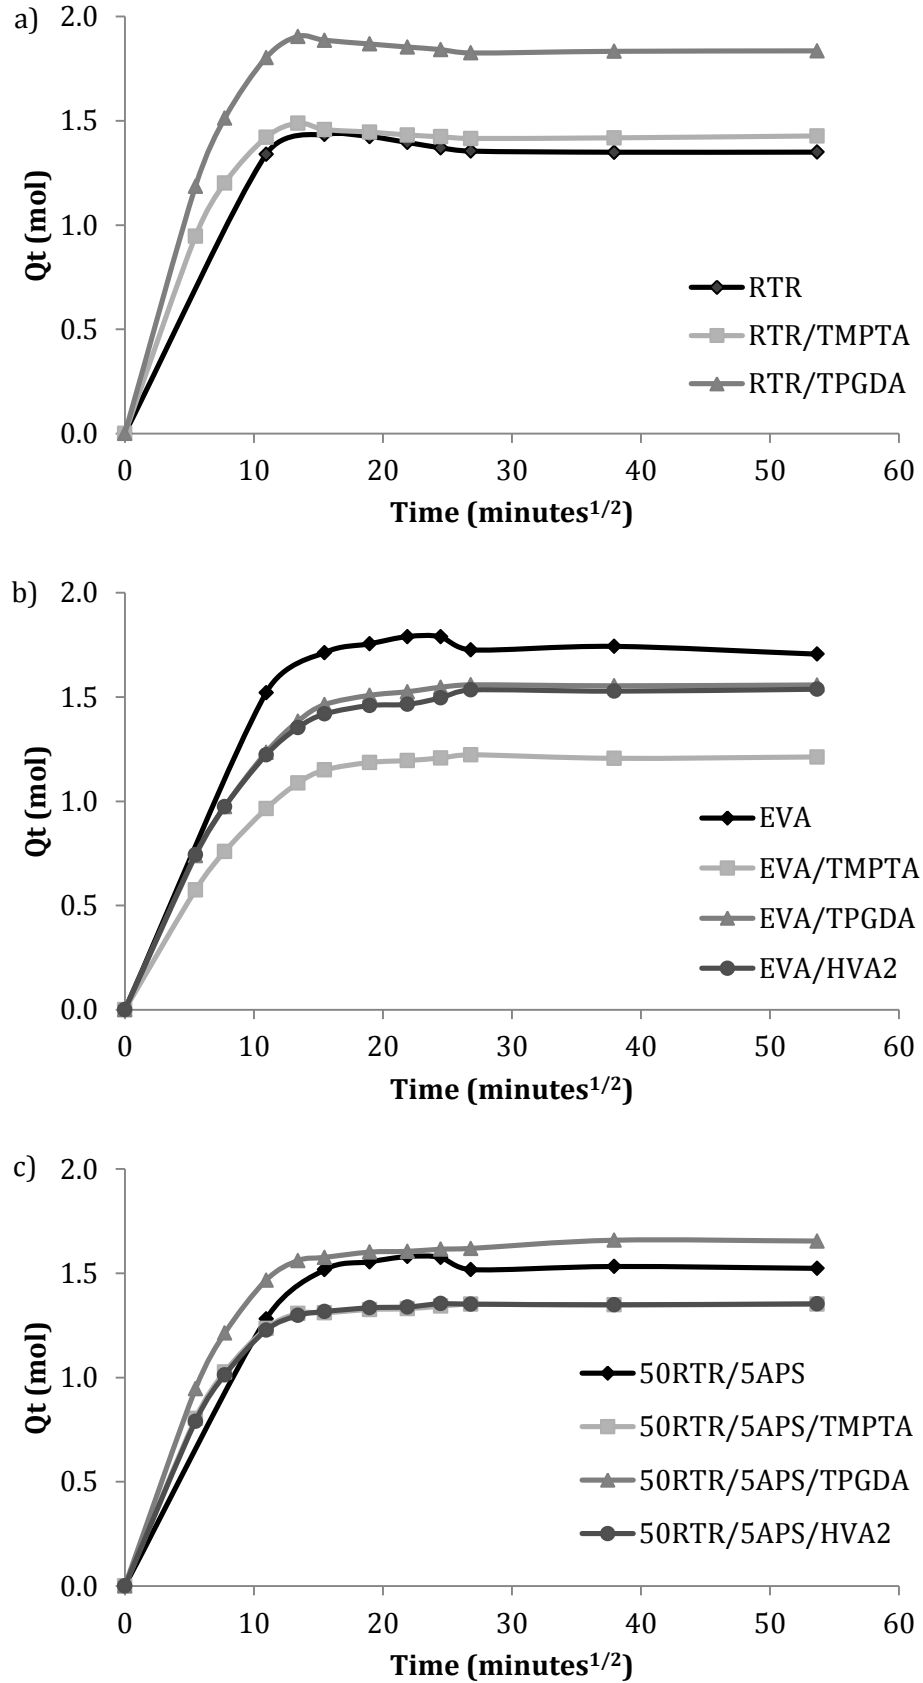 a)
2.0
1.5
1.0
0.5
0.0
Qt (mol)
0 10 20 30 40 50 60
Time (minutes1/2)
RTR
RTR/TMPTA
RTR/TPGDA
b)
2.0
1.5
1.0
0.5
0.0
Qt (mol)
0 10 20 30 40 50 60
Time (minutes1/2)
EVA
EVA/TMPTA
EVA/TPGDA
EVA/HVA2
c)
2.0
1.5
1.0
0.5
0.0
Qt (mol)
0 10 20 30 40 50 60
Time (minutes1/2)
50RTR/5APS
50RTR/5APS/TMPTA
50RTR/5APS/TPGDA
50RTR/5APS/HVA2